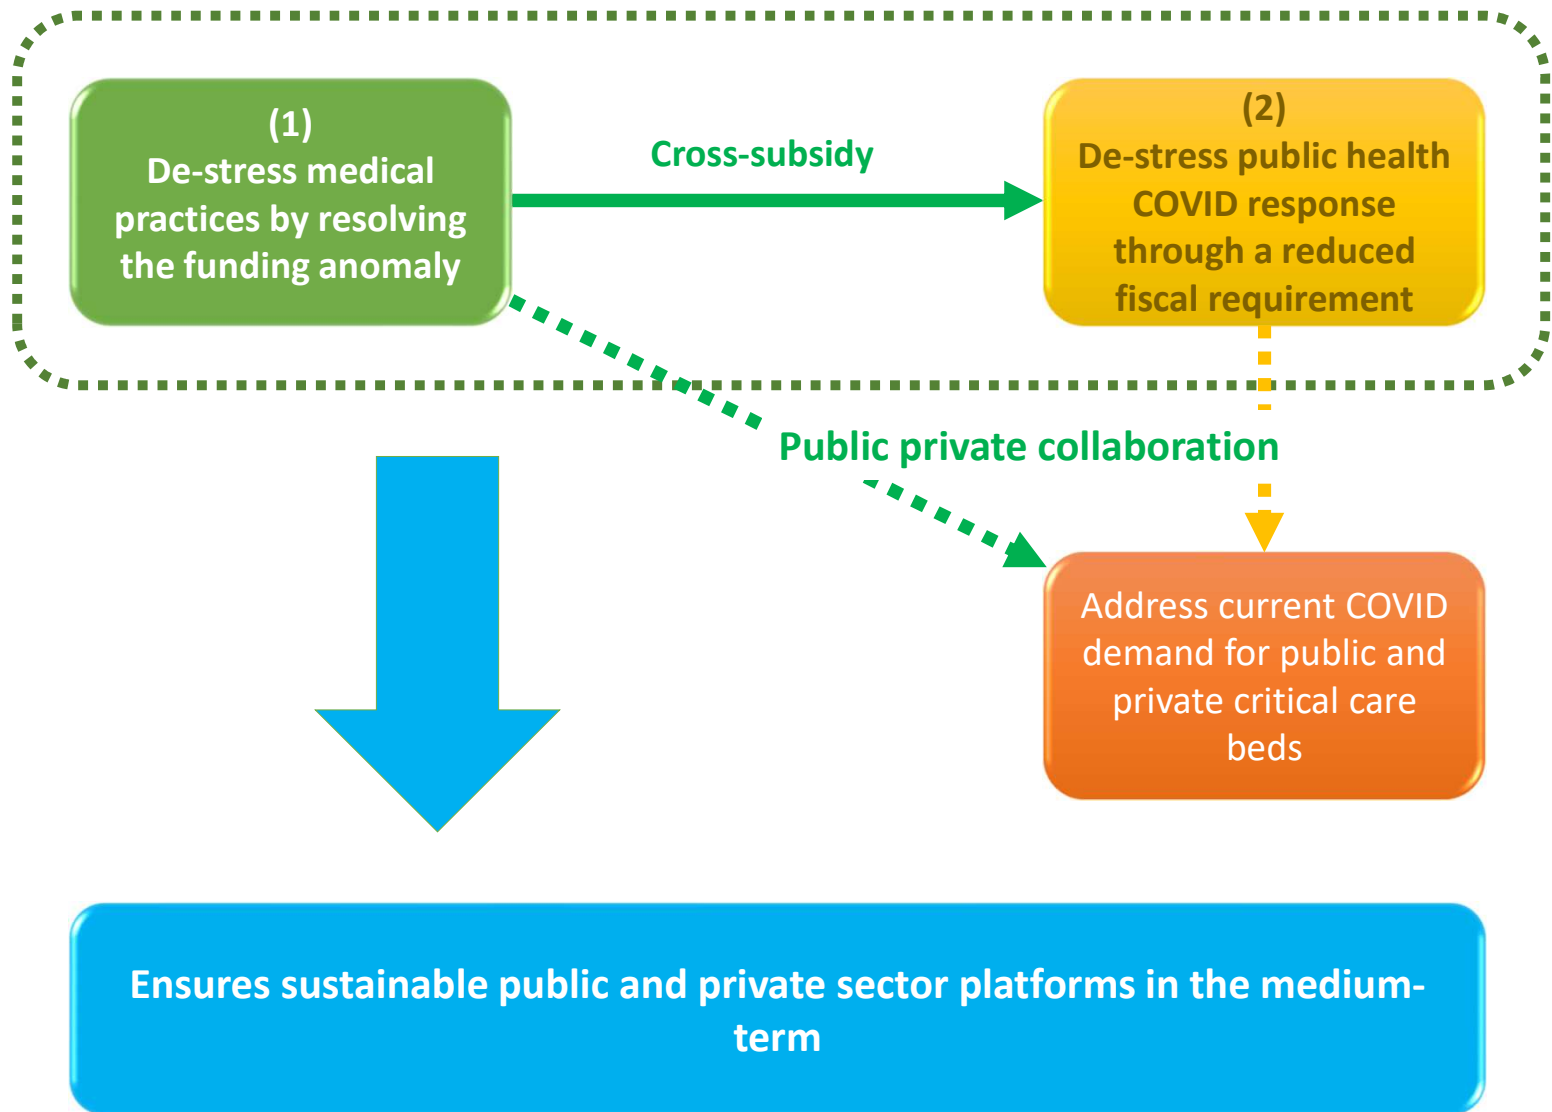 (1)
De-stress medical
practices by resolving
the funding anomaly
Cross-subsidy
(2)
De-stress public health
COVID response
through a reduced
fiscal requirement
Public private collaboration
Address current COVID
demand for public and
private critical care
beds
Ensures sustainable public and private sector platforms in the medium-
term